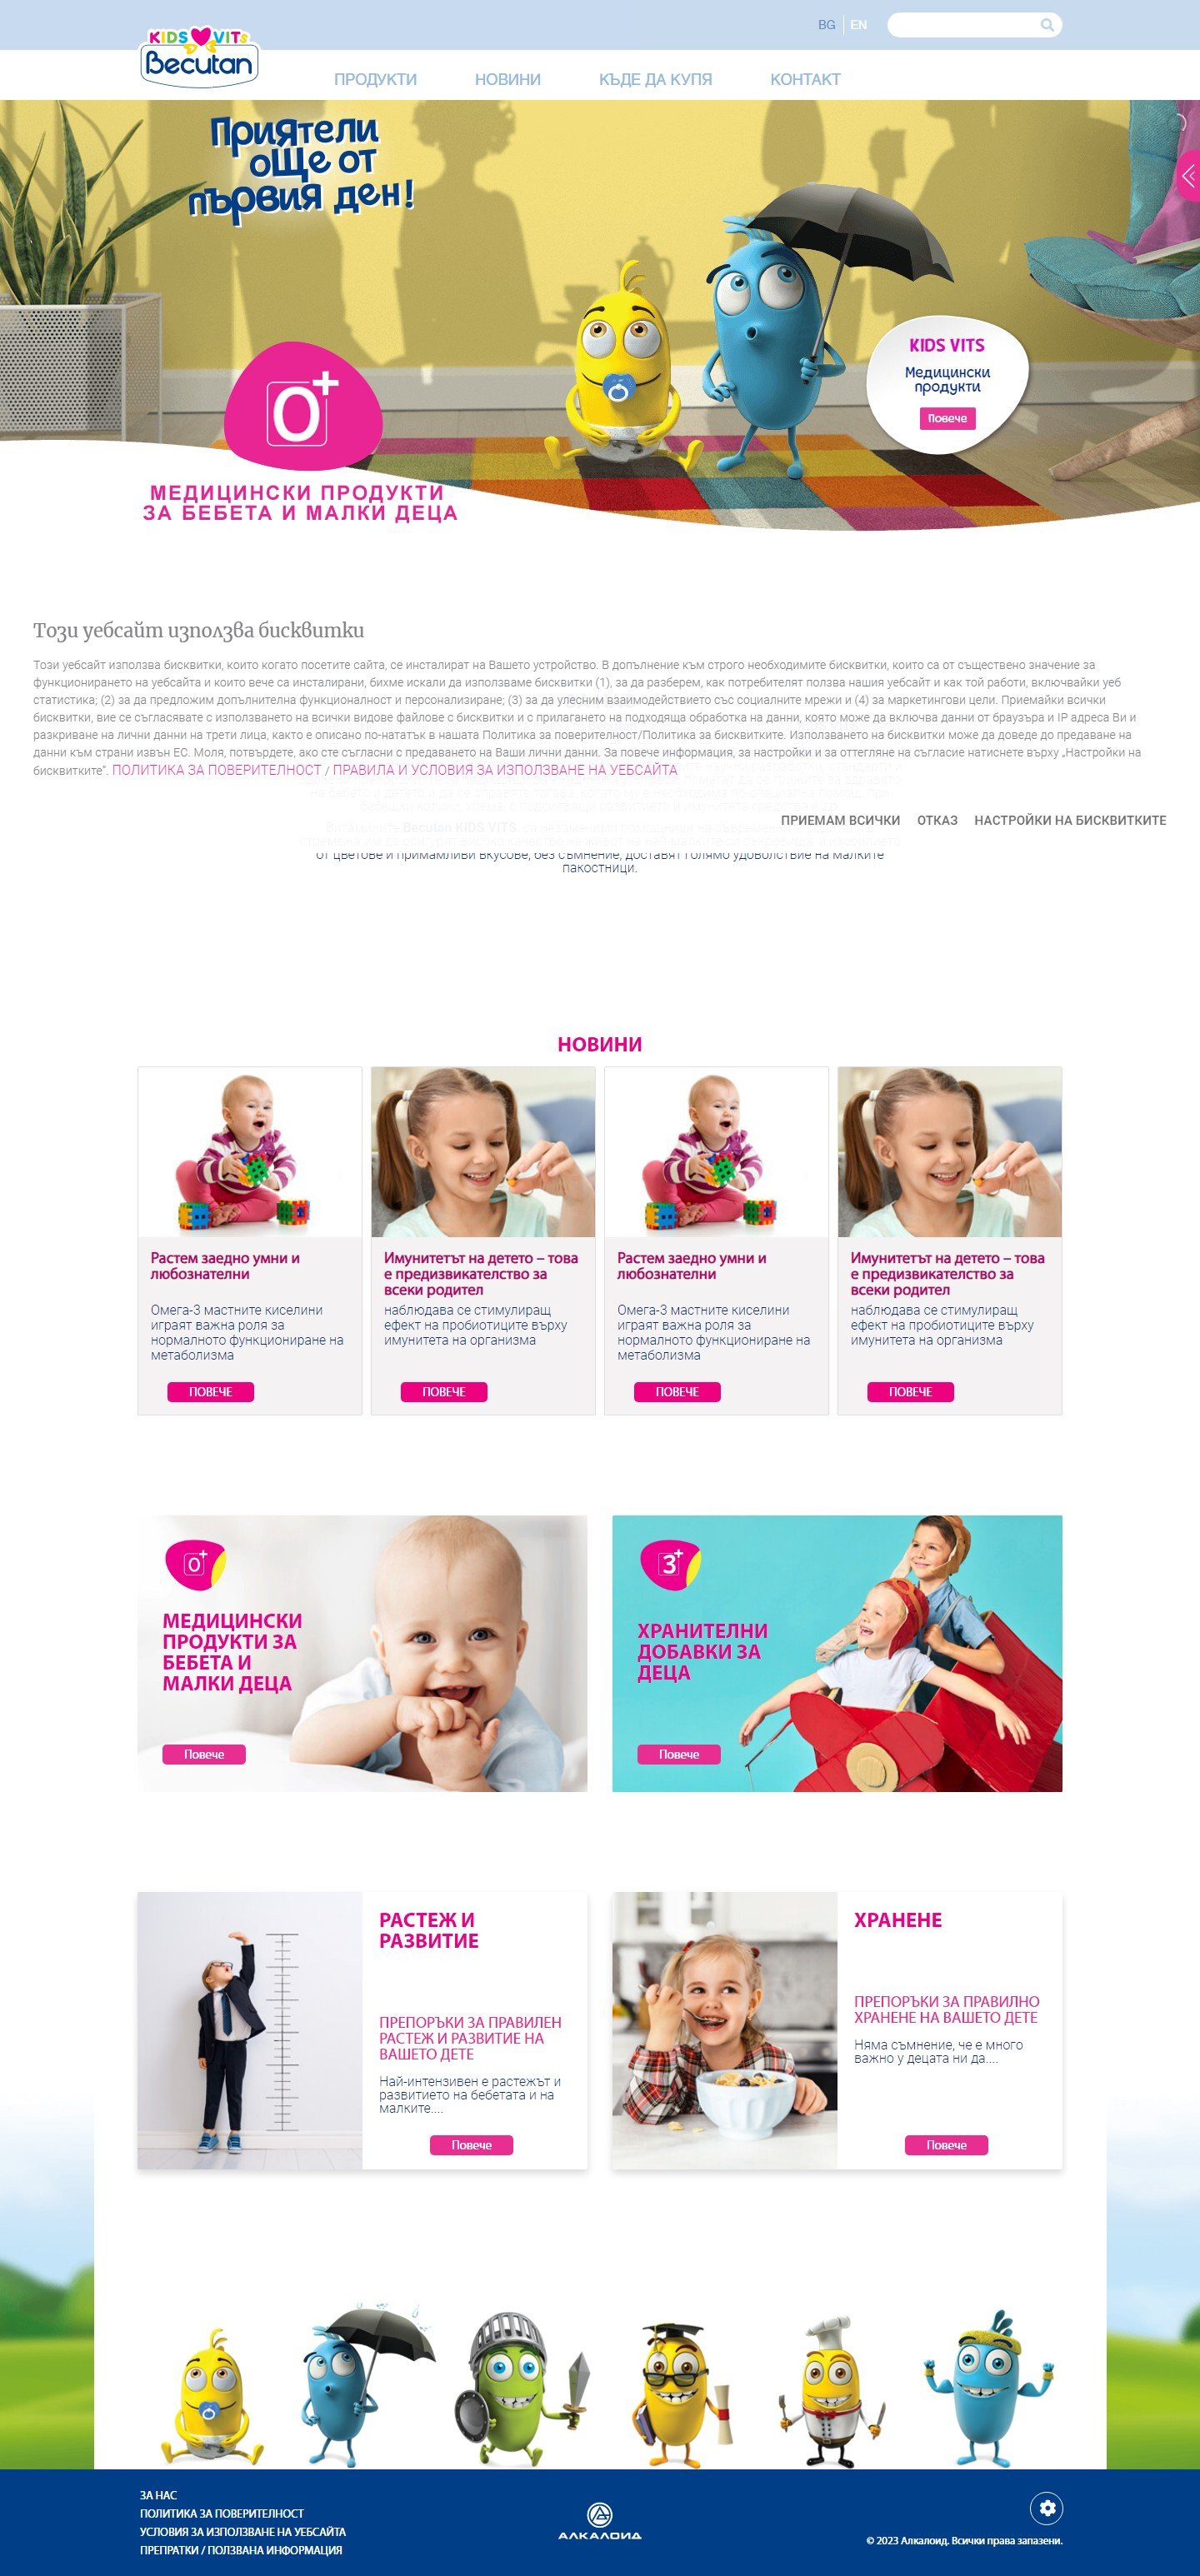 BG EN
KIDS VITs
Becutan
ПРОДУКТИ НОВИНИ КЪДЕ ДА КУПЯ КОНТАКТ
Приятели
още от
първия ден!
KIDS VITS
Медицински
продукти
Повече
0+
МЕДИЦИНСКИ ПРОДУКТИ
ЗА БЕБЕТА И МАЛКИ ДЕЦА
Този уебсайт използва бисквитки
Този уебсайт използва бисквитки, които когато посетите сайта, се инсталират на Вашето устройство. В допълнение към строго необходимите бисквитки, които са от съществено значение за
функционирането на уебсайта и които вече са инсталирани, бихме искали да използваме бисквитки (1), за да разберем, как потребителят ползва нашия уебсайт и как той работи, включвайки уеб
статистика; (2) за да предложим допълнителна функционалност и персонализиране; (3) за да улесним взаимодействието със социалните мрежи и (4) за маркетингови цели. Приемайки всички
бисквитки, вие се съгласявате с използването на всички видове файлове с бисквитки и с прилагането на подходяща обработка на данни, която може да включва данни от браузъра и IP адреса Ви и
разкриване на лични данни на трети лица, както е описано по-нататък в нашата Политика за поверителност/Политика за бисквитките. Използването на бисквитки може да доведе до предаване на
данни към страни извън ЕС. Моля, потвърдете, ако сте съгласни с предаването на Ваши лични данни. За повече информация, за настройки и за оттегляне на съгласие натиснете върху „Настройки на
бисквитките“. ПОЛИТИКА ЗА ПОВЕРИТЕЛНОСТ / ПРАВИЛА И УСЛОВИЯ ЗА ИЗПОЛЗВАНЕ НА УЕБСАЙТА
Витамините Becutan KIDS VITS
ПРИЕМАМ ВСИЧКИ ОТКАЗ НАСТРОЙКИ НА БИСКВИТКИТЕ
от цветове и примамливи вкусове, без съмнение, доставят голямо удоволствие на малките
пакостници.
НОВИНИ
Растем заедно умни и
любознателни
Омега-3 мастните киселини
играят важна роля за
нормалното функциониране на
метаболизма
ПОВЕЧЕ
Имунитетът на детето – това
е предизвикателство за
всеки родител
наблюдава се стимулиращ
ефект на пробиотиците върху
имунитета на организма
ПОВЕЧЕ
Растем заедно умни и
любознателни
Омега-3 мастните киселини
играят важна роля за
нормалното функциониране на
метаболизма
ПОВЕЧЕ
Имунитетът на детето – това
е предизвикателство за
всеки родител
наблюдава се стимулиращ
ефект на пробиотиците върху
имунитета на организма
ПОВЕЧЕ
0+
МЕДИЦИНСКИ
ПРОДУКТИ ЗА
БЕБЕТА И
МАЛКИ ДЕЦА
Повече
3+
ХРАНИТЕЛНИ
ДОБАВКИ ЗА
ДЕЦА
Повече
РАСТЕЖ И
РАЗВИТИЕ
ПРЕПОРЪКИ ЗА ПРАВИЛЕН
РАСТЕЖ И РАЗВИТИЕ НА
ВАШЕТО ДЕТЕ
Най-интензивен е растежът и
развитието на бебетата и на
малките....
Повече
ХРАНЕНЕ
ПРЕПОРЪКИ ЗА ПРАВИЛНО
ХРАНЕНЕ НА ВАШЕТО ДЕТЕ
Няма съмнение, че е много
важно у децата ни да....
Повече
ЗА НАС
ПОЛИТИКА ЗА ПОВЕРИТЕЛНОСТ
УСЛОВИЯ ЗА ИЗПОЛЗВАНЕ НА УЕБСАЙТА
ПРЕПРАТКИ / ПОЛЗВАНА ИНФОРМАЦИЯ
АЛКАЛОИД
© 2023 Алкалоид. Всички права запазени.